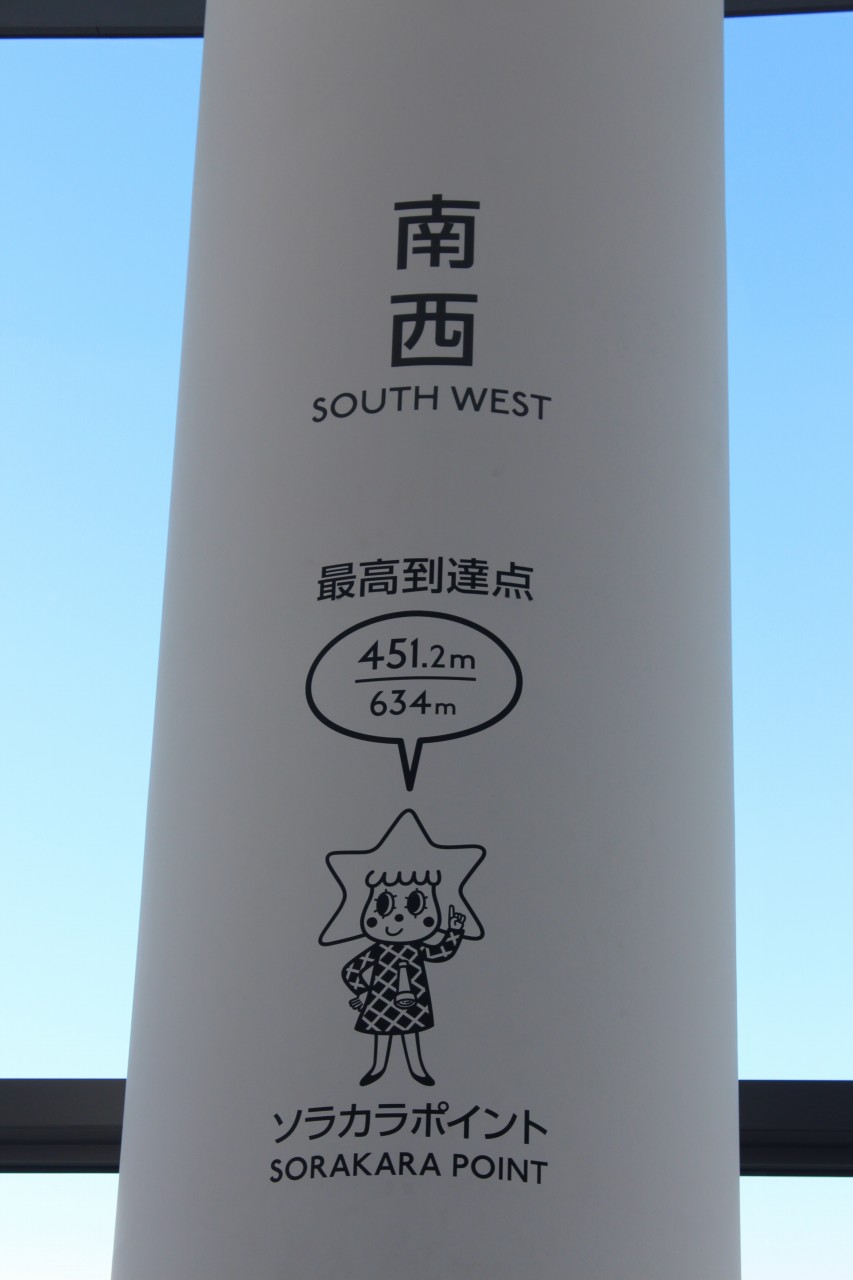 南
西
SOUTH WEST
最高到達点
451.2m
634m
ソラカラポイント
SORAKARA POINT